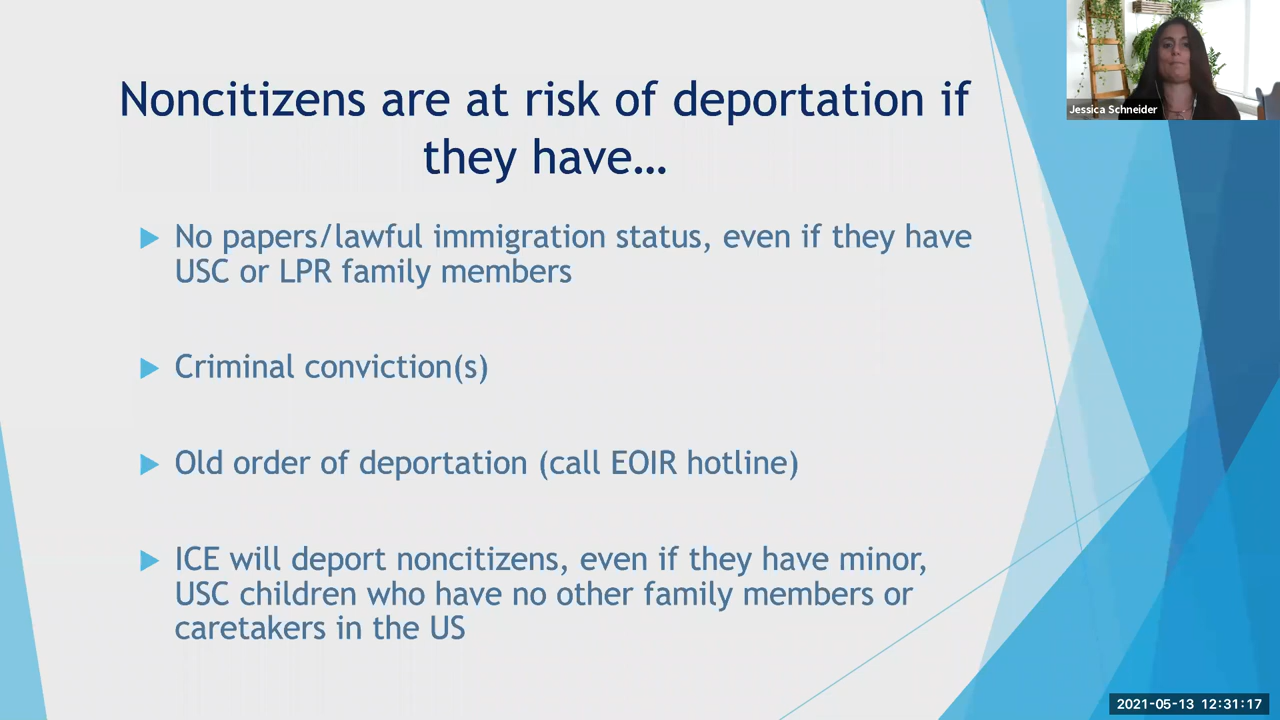 Noncitizens are at risk of deportation if
they have…
No papers/lawful immigration status, even if they have
USC or LPR family members
Criminal conviction(s)
Old order of deportation (call EOIR hotline)
ICE will deport noncitizens, even if they have minor,
USC children who have no other family members or
caretakers in the US
Jessica Schneider
2021-05-13 12:31:17